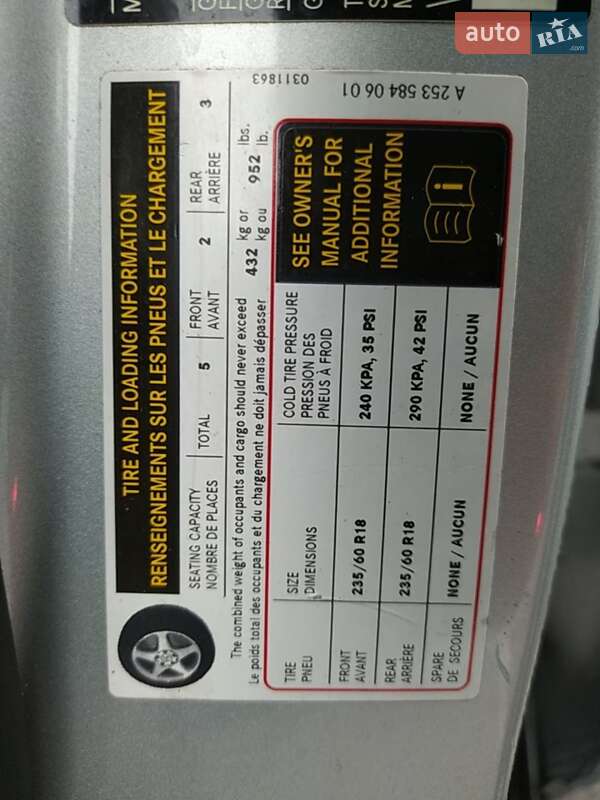 auto RIA.com
TIRE AND LOADING INFORMATION
RENSEIGNEMENTS SUR LES PNEUS ET LE CHARGEMENT
SEATING CAPACITY TOTAL 5 FRONT 2 REAR 3
NOMBRE DE PLACES AVANT ARRIÈRE
The combined weight of occupants and cargo should never exceed 432 kg or 952 lbs.
Le poids total des occupants et du chargement ne doit jamais dépasser kg ou lb.
TIRE SIZE COLD TIRE PRESSURE
PNEU DIMENSIONS PRESSION DES
PNEUS À FROID
FRONT 235/60 R18 240 KPA, 35 PSI
AVANT
REAR 235/60 R18 290 KPA, 42 PSI
ARRIÈRE
SPARE NONE / AUCUN NONE / AUCUN
DE SECOURS
SEE OWNER'S
MANUAL FOR
ADDITIONAL
INFORMATION
0311863
A 253 584 06 01